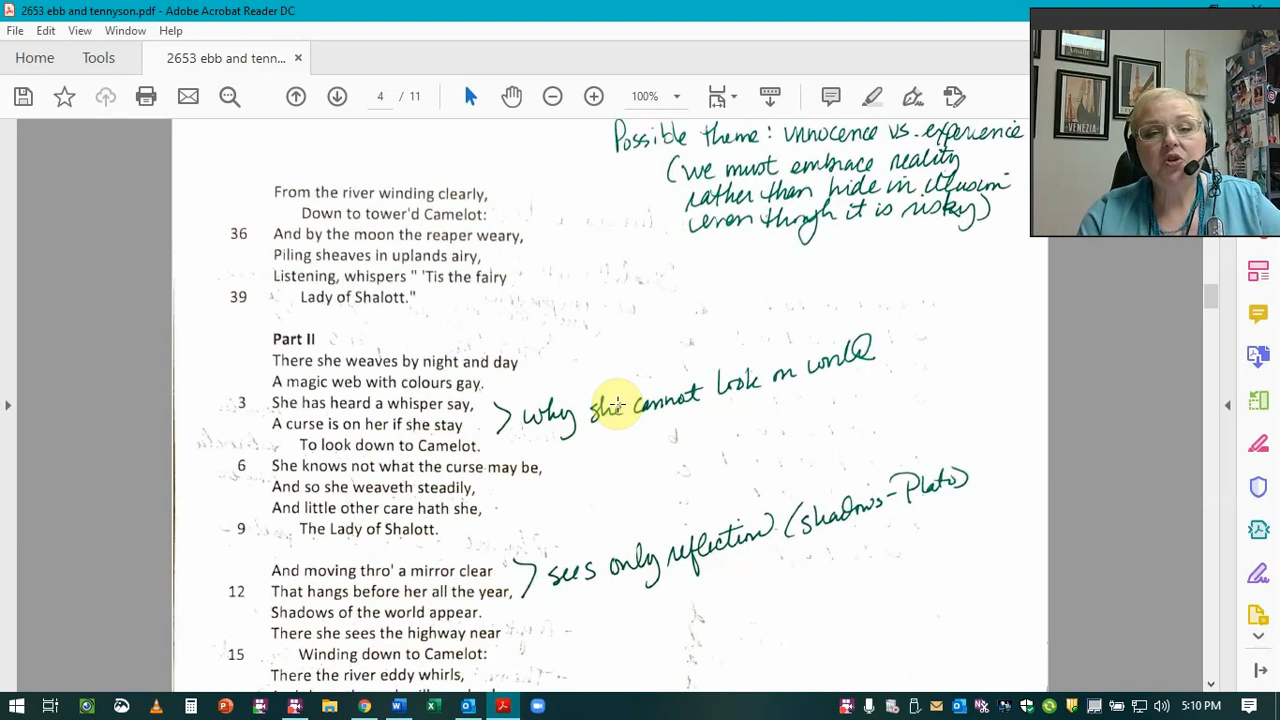 2653 ebb and tennyson.pdf - Adobe Acrobat Reader DC
File Edit View Window Help
Home Tools 2653 ebb and tenn... ×
4 / 11 100%
VENEZIA
Possible theme: innocence vs. experience
(we must embrace reality
rather than hide in illusion
even though it is risky)
From the river winding clearly,
Down to tower'd Camelot:
36 And by the moon the reaper weary,
Piling sheaves in uplands airy,
Listening, whispers " 'Tis the fairy
39 Lady of Shalott."
Part II
There she weaves by night and day
A magic web with colours gay.
3 She has heard a whisper say,
A curse is on her if she stay
To look down to Camelot.
> why she cannot look on world
6 She knows not what the curse may be,
And so she weaveth steadily,
And little other care hath she,
9 The Lady of Shalott.
And moving thro' a mirror clear
12 That hangs before her all the year,
> sees only reflection (shadows-Plato)
Shadows of the world appear.
There she sees the highway near
15 Winding down to Camelot:
There the river eddy whirls,
5:10 PM